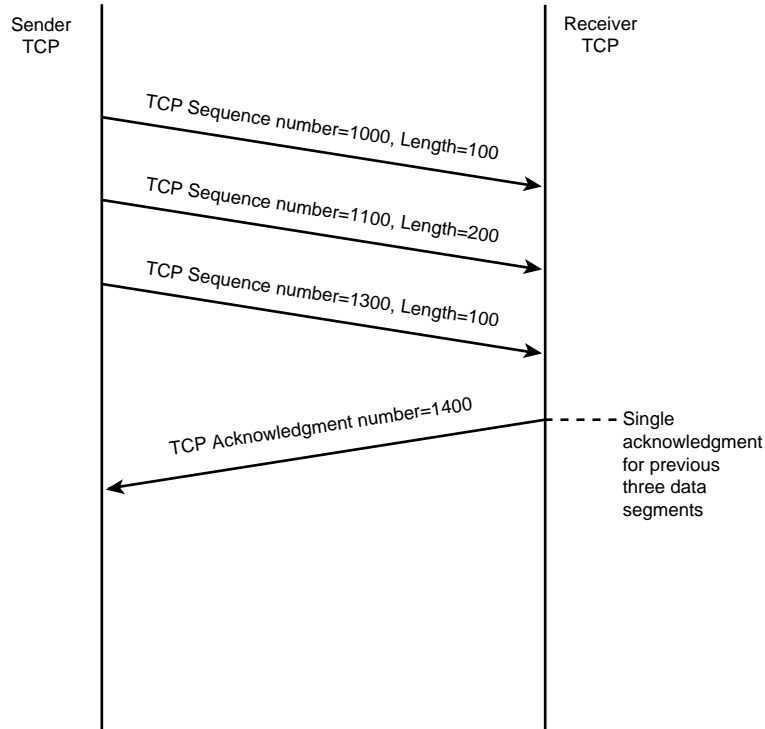 Sender
TCP
Receiver
TCP
TCP Sequence number=1000, Length=100
TCP Sequence number=1100, Length=200
TCP Sequence number=1300, Length=100
TCP Acknowledgment number=1400
Single
acknowledgment
for previous
three data
segments